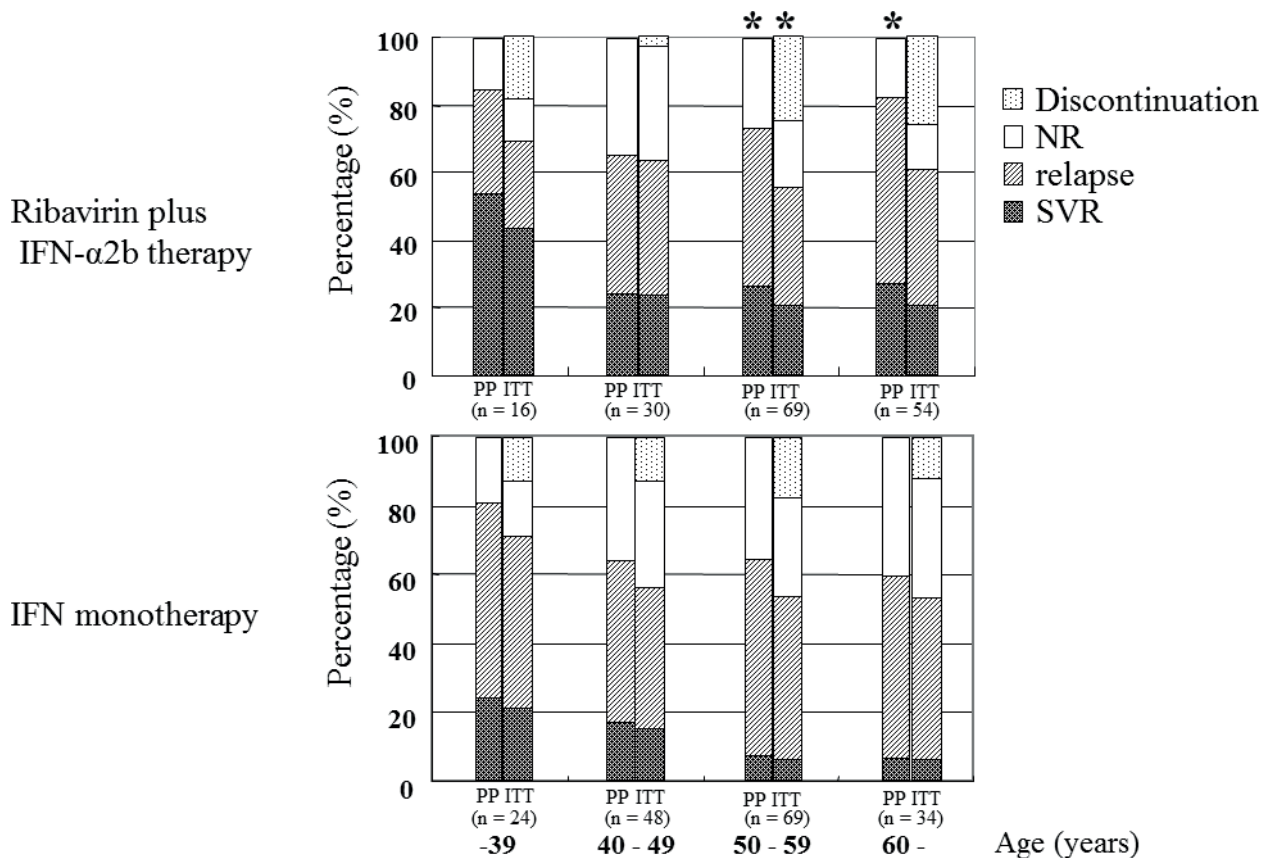 * * *
100
80
60
40
20
0
Percentage (%)
Ribavirin plus
IFN-α2b therapy
Discontinuation
NR
relapse
SVR
PP ITT PP ITT PP ITT PP ITT
(n = 16) (n = 30) (n = 69) (n = 54)
100
80
60
40
20
0
Percentage (%)
IFN monotherapy
PP ITT PP ITT PP ITT PP ITT
(n = 24) (n = 48) (n = 69) (n = 34)
-39 40 - 49 50 - 59 60 - Age (years)